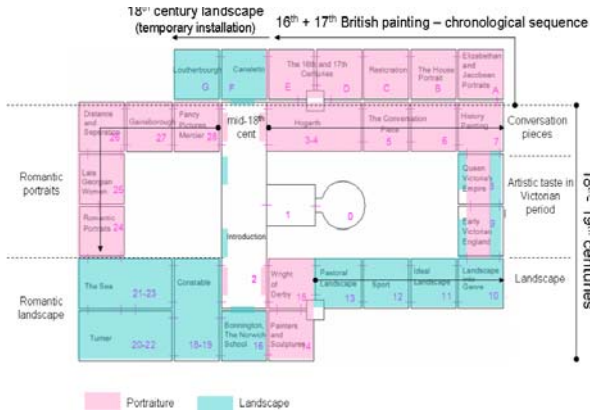 18th century landscape
(temporary installation)
16th + 17th British painting – chronological sequence
Loutherbourgh
G
Canaletto
F
The 16th and 17th
Centuries
E
D
Restoration
C
The House
Portrait
B
Elizabethan
and
Jacobean
Portraits
A
Distance
and
Separation
26
Gainsborough
27
Fancy
Pictures
Mercier
28
mid-18th
cent
Hogarth
3-4
The Conversation
Piece
5
6
History Painting
7
Conversation
pieces
Romantic
portraits
Late
Georgian
Women
25
Romantic
Portraits
24
1
0
Introduction
2
Queen
Victoria's
Empire
8
Early
Victorian
England
9
Artistic taste in
Victorian
period
18th - 19th centuries
Romantic
landscape
The Sea
21-23
Turner
20-22
Constable
18-19
Bonnington,
The Norwich
School
16
Wright
of
Derby
15
Painters
and
Sculptures
14
Pastoral
Landscape
13
Sport
12
Ideal
Landscape
11
Landscape
into
Genre
10
Landscape
Portraiture
Landscape